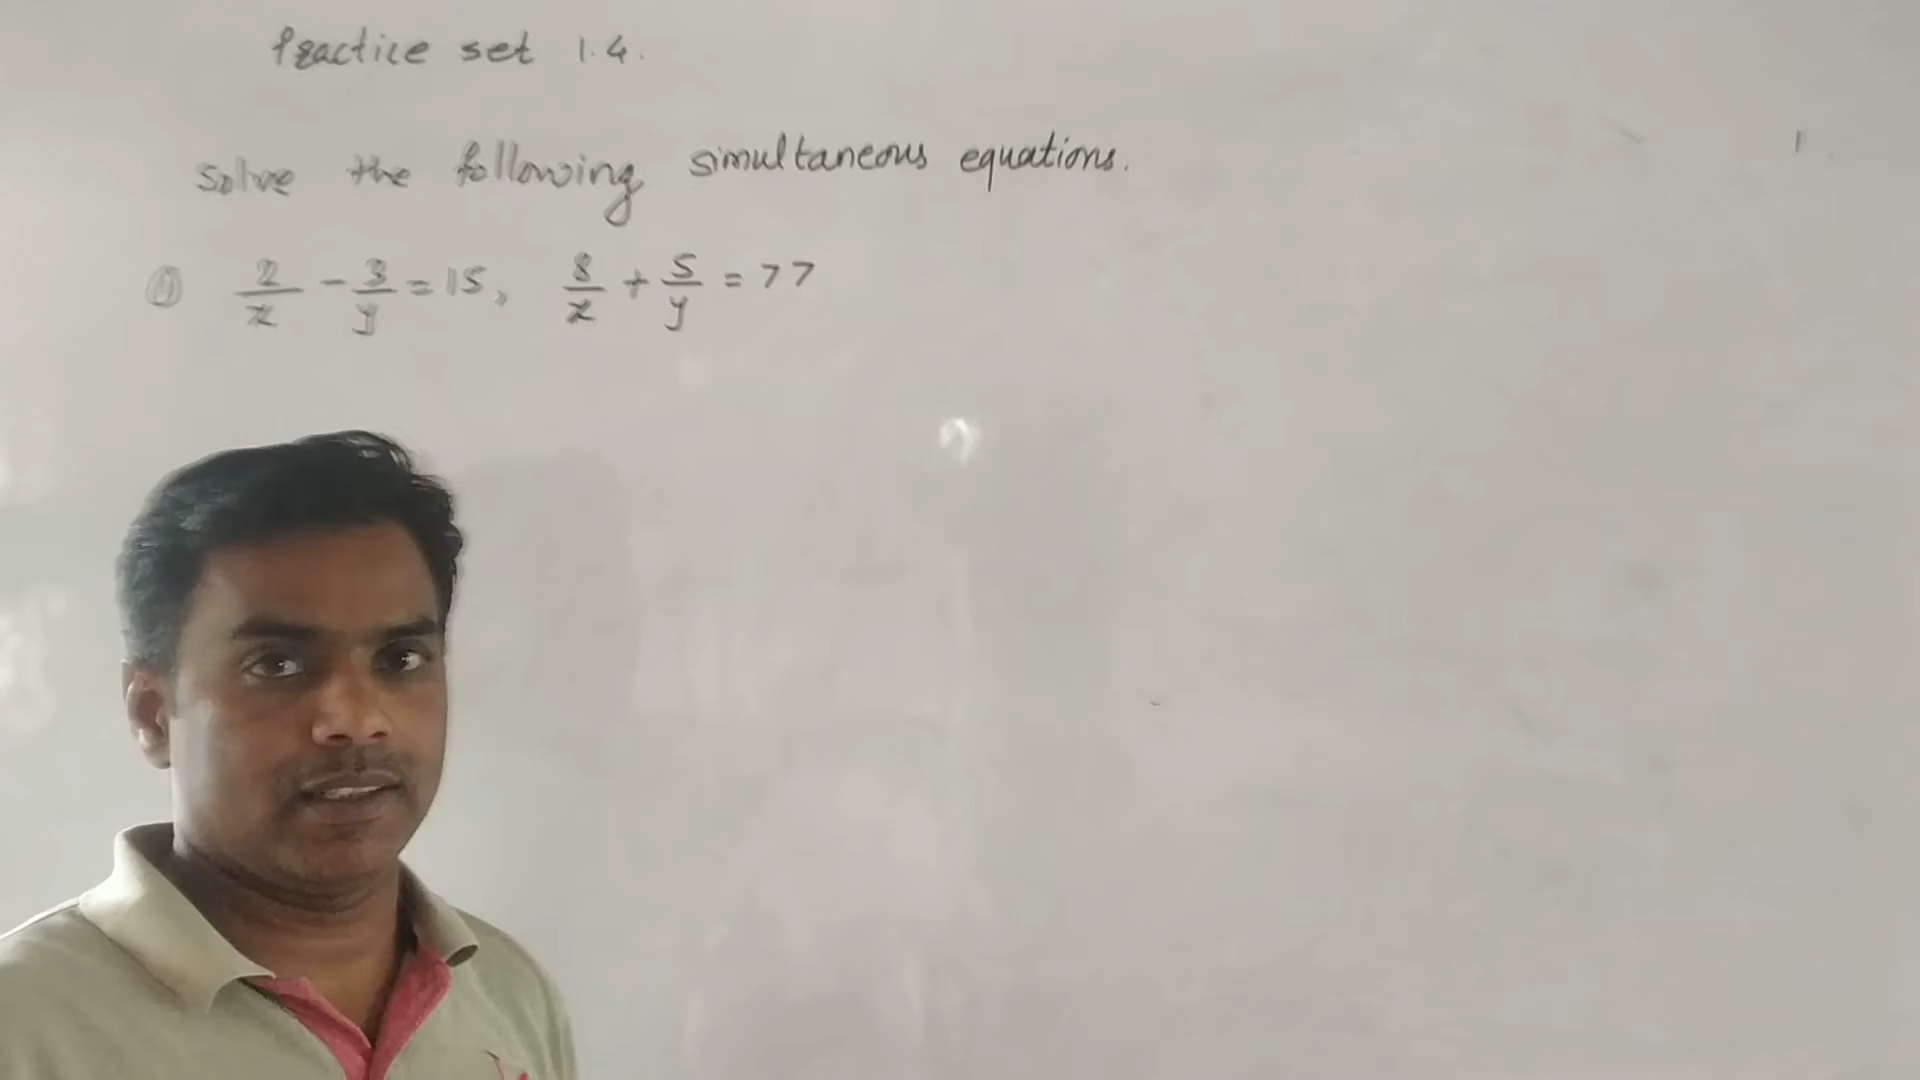 Practice set 1.4.
solve the following simultaneous equations.
① 2/x - 3/y = 15, 8/x + 5/y = 77